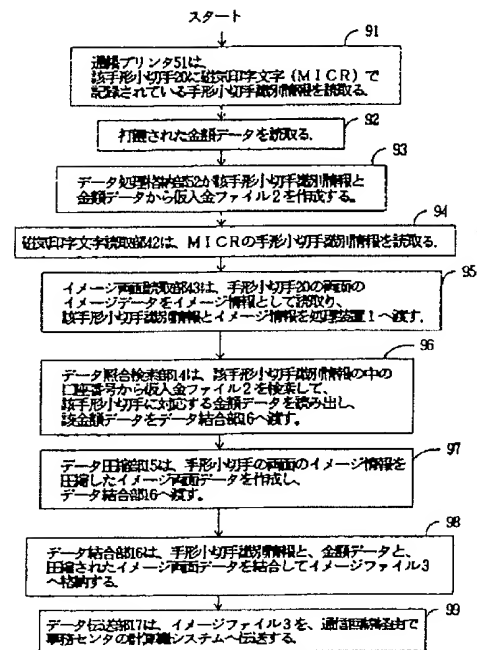 スタート
91
通帳プリンタ51は、
該手形小切手20に磁気印字文字(MICR)で
記録されている手形小切手識別情報を読取る.
92
打鍵された金額データを読取る.
93
データ処理格納部52が該手形小切手識別情報と
金額データから仮入金ファイル2を作成する。
94
磁気印字文字読取部42は、MICRの手形小切手識別情報を読取る.
95
イメージ両面読取部43は、手形小切手20の両面の
イメージデータをイメージ情報として読取り、
該手形小切手識別情報とイメージ情報を処理装置1へ渡す.
96
データ照合検索部14は、該手形小切手識別情報の中の
口座番号から仮入金ファイル2を検索して、
該手形小切手に対応する金額データを読み出し、
該金額データをデータ結合部16へ渡す。
97
データ圧縮部15は、手形小切手の両面のイメージ情報を
圧縮したイメージ両面データを作成し、
データ結合部16へ渡す。
98
データ結合部16は、手形小切手識別情報と、金額データと、
圧縮されたイメージ両面データを結合してイメージファイル3
へ格納する。
99
データ伝送部17は、イメージファイル3を、通信回線経由で
事務センタの計算機システムへ伝送する。